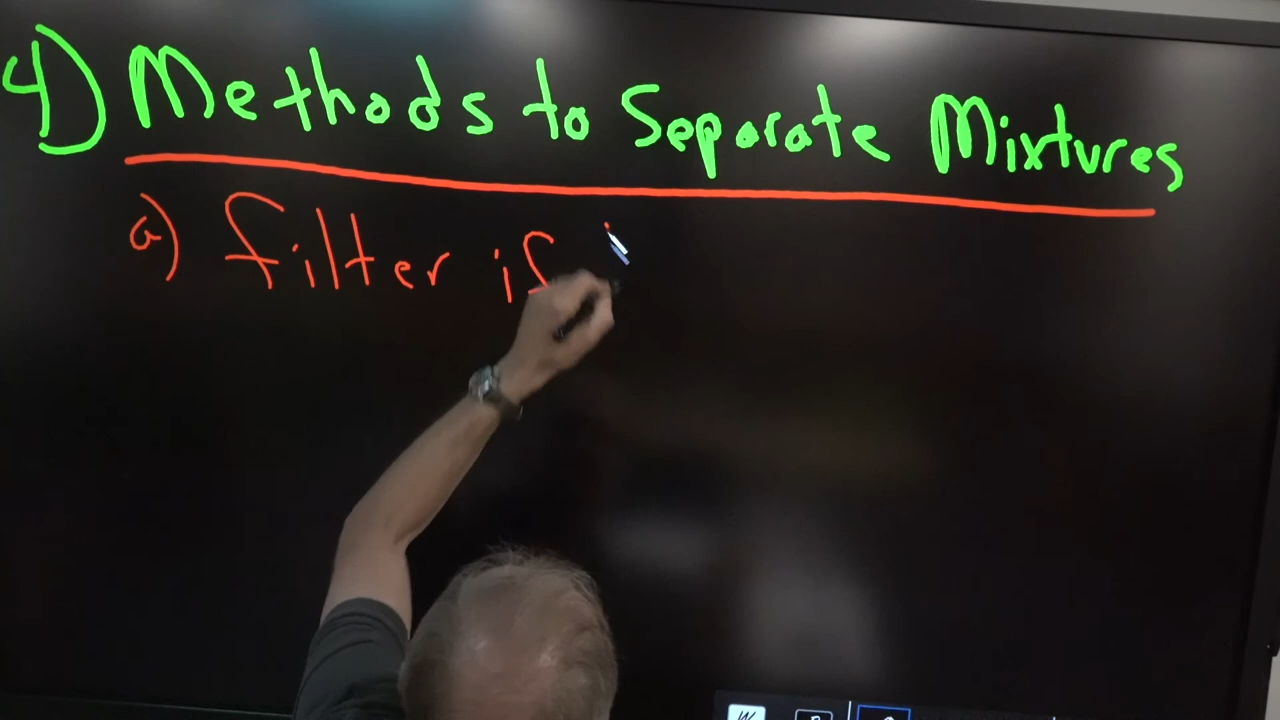 4) Methods to Separate Mixtures
a) filter if